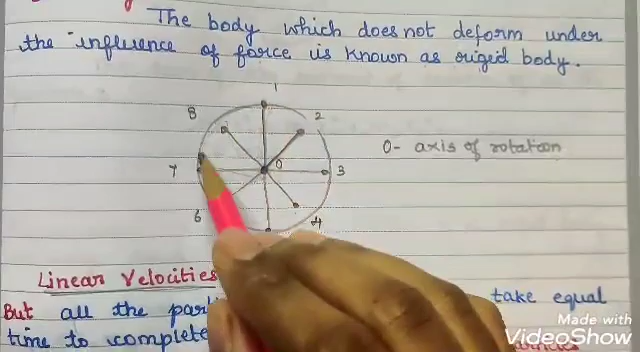 The body which does not deform under
the influence of force is known as rigid body.
1
8 2
O
7 3
O- axis of rotation
6 4
Linear Velocities
But all the parti take equal
time to complete
Made with
VideoShow